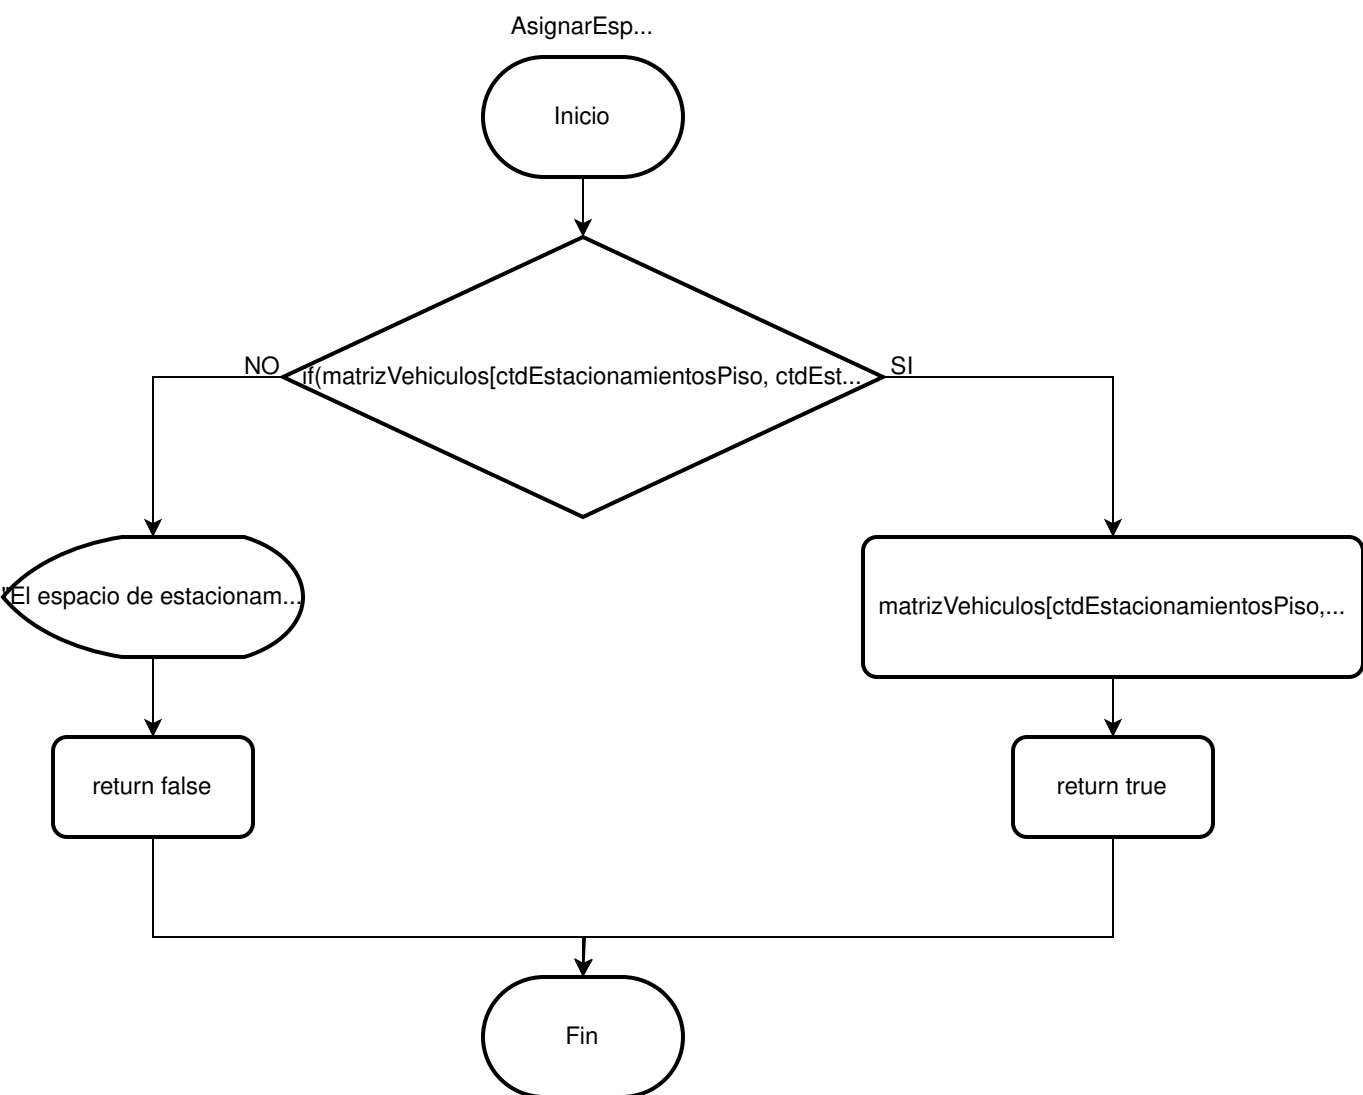 AsignarEsp...
Inicio
NO
if(matrizVehiculos[ctdEstacionamientosPiso, ctdEst...
SI
"El espacio de estacionam...
matrizVehiculos[ctdEstacionamientosPiso,...
return false
return true
Fin